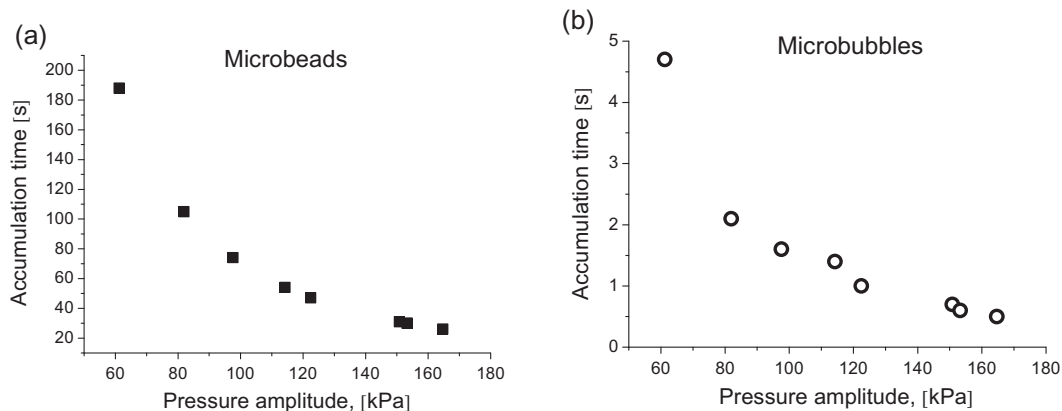 (a)
Microbeads
Accumulation time [s]
200
180
160
140
120
100
80
60
40
20
60 80 100 120 140 160 180
Pressure amplitude, [kPa]
(b)
Microbubbles
Accumulation time [s]
5
4
3
2
1
0
60 80 100 120 140 160 180
Pressure amplitude, [kPa]